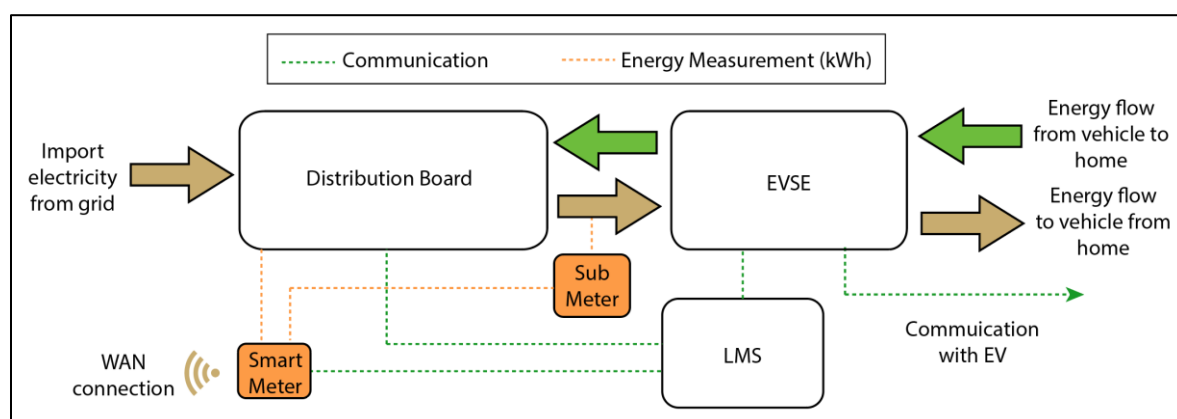 Communication
Energy Measurement (kWh)
Import
electricity
from grid
Distribution Board
EVSE
Energy flow
from vehicle to
home
Energy flow
to vehicle from
home
Sub
Meter
Smart
Meter
WAN
connection
LMS
Commuication
with EV